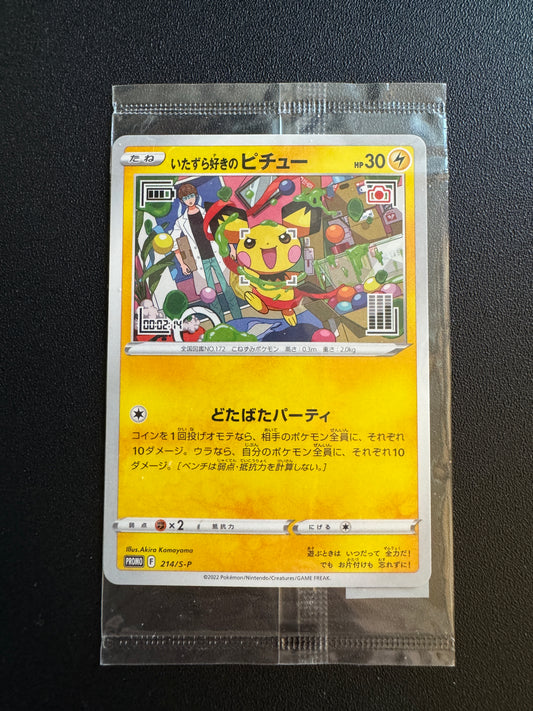 たね いたずら好きのピチュー HP30
00:02:14
全国図鑑NO.172 こねずみポケモン 高さ：0.3m 重さ：2.0kg
どたばたパーティ
コインを1回投げオモテなら、相手のポケモン全員に、それぞれ
10ダメージ。ウラなら、自分のポケモン全員に、それぞれ10
ダメージ。［ベンチは弱点・抵抗力を計算しない。］
弱点 ×2 抵抗力 にげる
Illus.Akira Komayama
遊ぶときは いつだって 全力だ！
でも お片付けも 忘れずに！
PROMO F 214/S-P
©2022 Pokémon/Nintendo/Creatures/GAME FREAK.